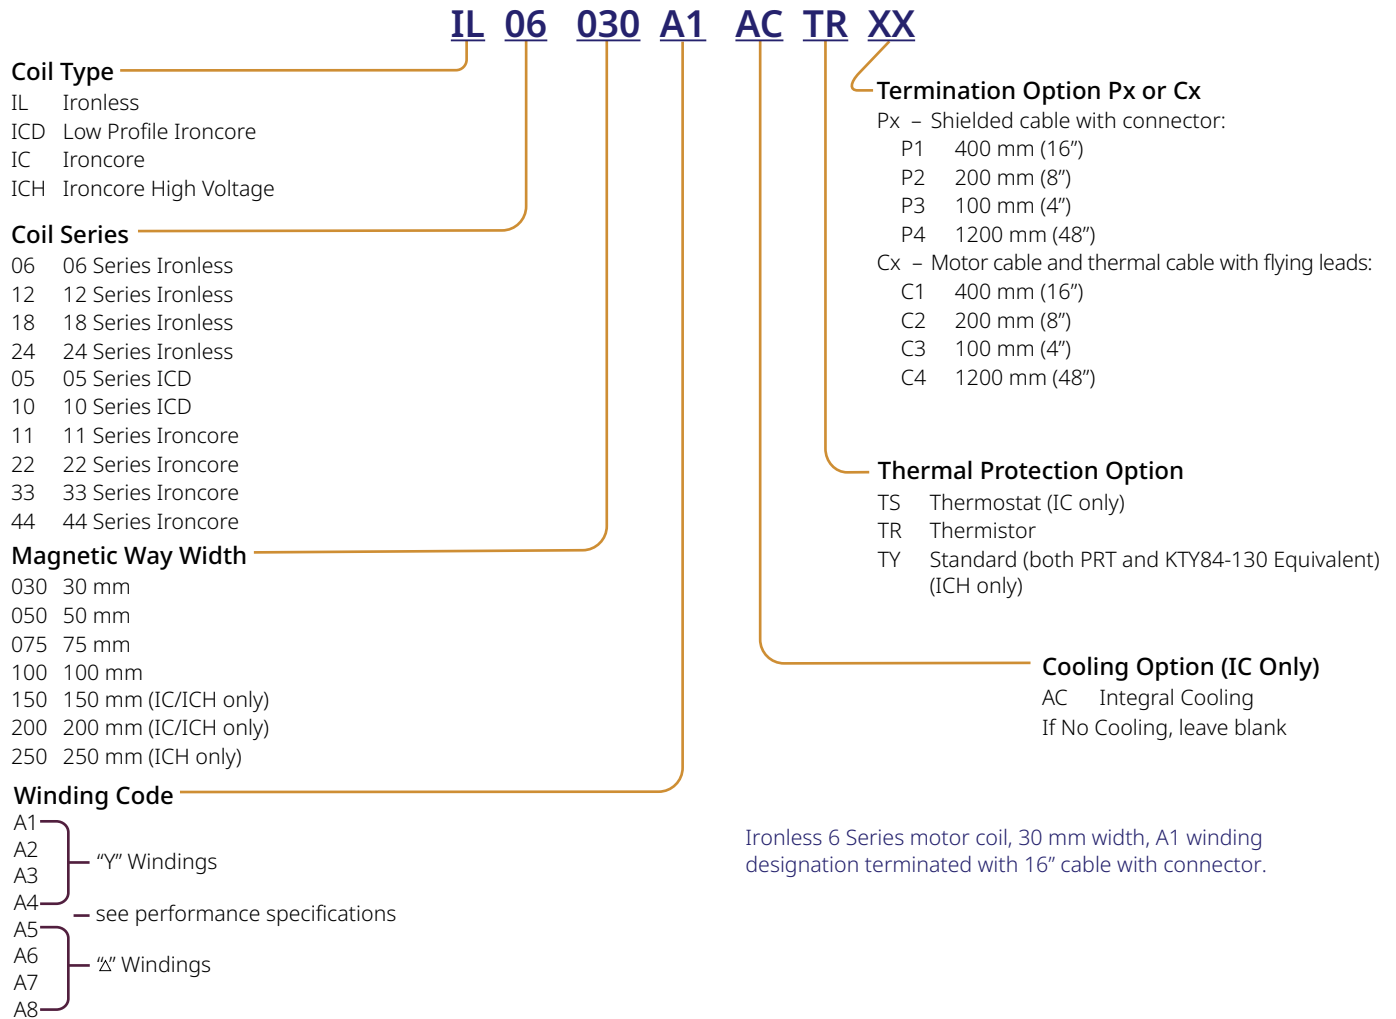 IL 06 030 A1 AC TR XX
Coil Type
IL Ironless
ICD Low Profile Ironcore
IC Ironcore
ICH Ironcore High Voltage
Coil Series
06 06 Series Ironless
12 12 Series Ironless
18 18 Series Ironless
24 24 Series Ironless
05 05 Series ICD
10 10 Series ICD
11 11 Series Ironcore
22 22 Series Ironcore
33 33 Series Ironcore
44 44 Series Ironcore
Magnetic Way Width
030 30 mm
050 50 mm
075 75 mm
100 100 mm
150 150 mm (IC/ICH only)
200 200 mm (IC/ICH only)
250 250 mm (ICH only)
Winding Code
A1
A2
A3
A4
“Y” Windings
see performance specifications
A5
A6
A7
A8
“Δ” Windings
Termination Option Px or Cx
Px – Shielded cable with connector:
P1 400 mm (16”)
P2 200 mm (8”)
P3 100 mm (4”)
P4 1200 mm (48”)
Cx – Motor cable and thermal cable with flying leads:
C1 400 mm (16”)
C2 200 mm (8”)
C3 100 mm (4”)
C4 1200 mm (48”)
Thermal Protection Option
TS Thermostat (IC only)
TR Thermistor
TY Standard (both PRT and KTY84-130 Equivalent)
(ICH only)
Cooling Option (IC Only)
AC Integral Cooling
If No Cooling, leave blank
Ironless 6 Series motor coil, 30 mm width, A1 winding
designation terminated with 16” cable with connector.